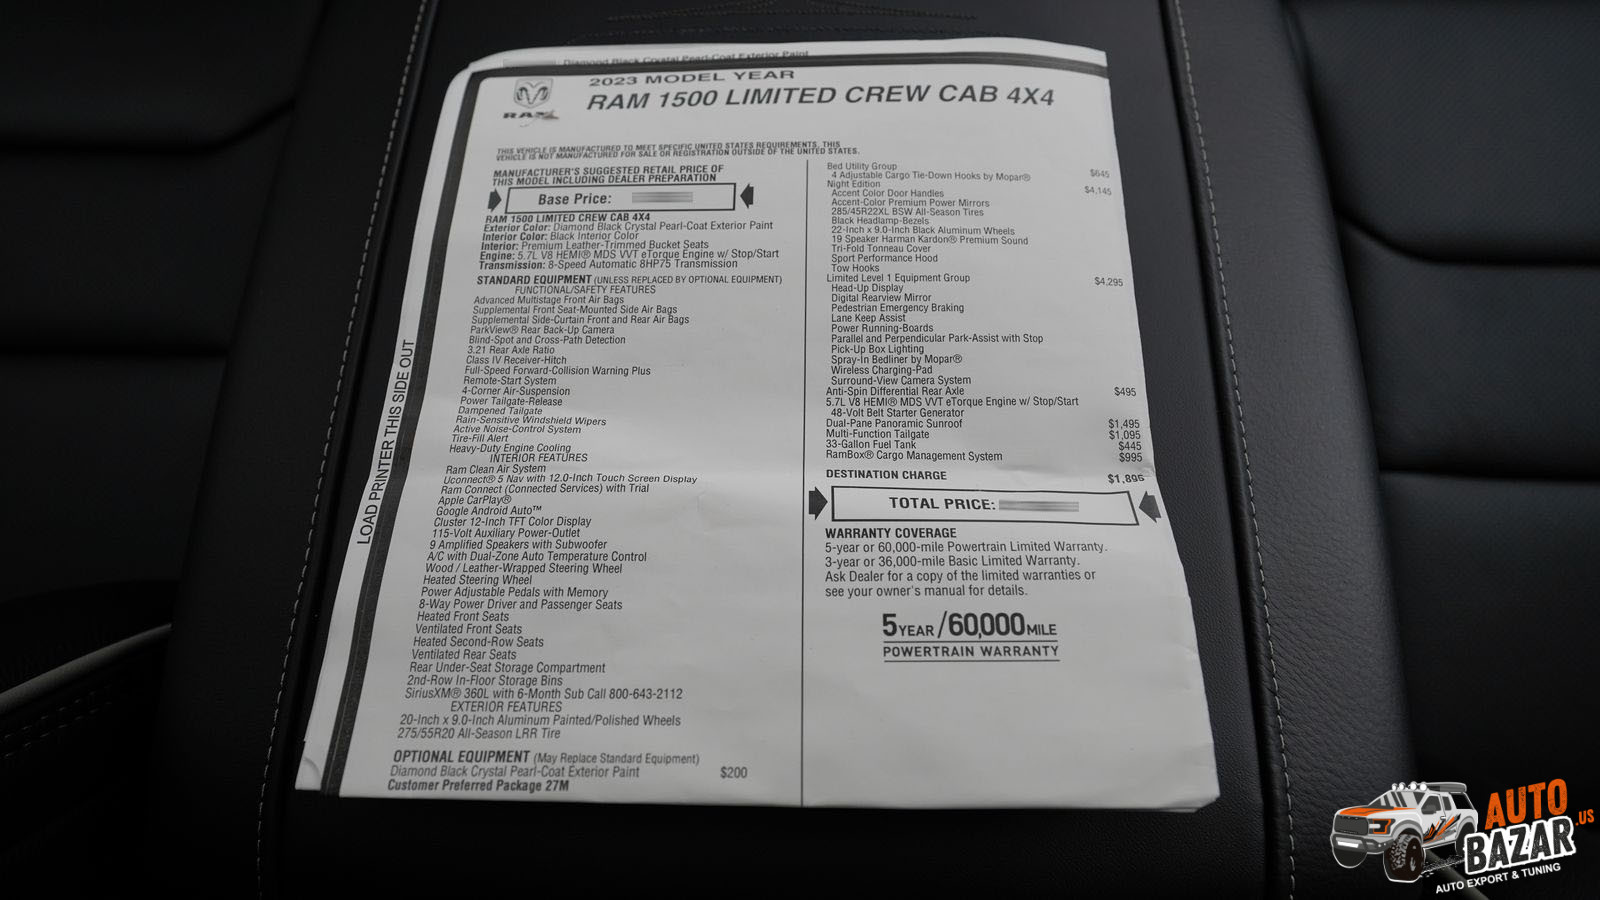 Diamond Black Crystal Pearl-Coat Exterior Paint
2023 MODEL YEAR
RAM 1500 LIMITED CREW CAB 4X4
RAM
THIS VEHICLE IS MANUFACTURED TO MEET SPECIFIC UNITED STATES REQUIREMENTS. THIS
VEHICLE IS NOT MANUFACTURED FOR SALE OR REGISTRATION OUTSIDE OF THE UNITED STATES.
MANUFACTURER'S SUGGESTED RETAIL PRICE OF
THIS MODEL INCLUDING DEALER PREPARATION
Base Price:
RAM 1500 LIMITED CREW CAB 4X4
Exterior Color: Diamond Black Crystal Pearl-Coat Exterior Paint
Interior Color: Black Interior Color
Interior: Premium Leather-Trimmed Bucket Seats
Engine: 5.7L V8 HEMI® MDS VVT eTorque Engine w/ Stop/Start
Transmission: 8-Speed Automatic 8HP75 Transmission
STANDARD EQUIPMENT (UNLESS REPLACED BY OPTIONAL EQUIPMENT)
FUNCTIONAL/SAFETY FEATURES
Advanced Multistage Front Air Bags
Supplemental Front Seat-Mounted Side Air Bags
Supplemental Side-Curtain Front and Rear Air Bags
ParkView® Rear Back-Up Camera
Blind-Spot and Cross-Path Detection
3.21 Rear Axle Ratio
Class IV Receiver-Hitch
Full-Speed Forward-Collision Warning Plus
Remote-Start System
4-Corner Air-Suspension
Power Tailgate-Release
Dampened Tailgate
Rain-Sensitive Windshield Wipers
Active Noise-Control System
Tire-Fill Alert
Heavy-Duty Engine Cooling
INTERIOR FEATURES
Ram Clean Air System
Uconnect® 5 Nav with 12.0-Inch Touch Screen Display
Ram Connect (Connected Services) with Trial
Apple CarPlay®
Google Android Auto™
Cluster 12-Inch TFT Color Display
115-Volt Auxiliary Power-Outlet
9 Amplified Speakers with Subwoofer
A/C with Dual-Zone Auto Temperature Control
Wood / Leather-Wrapped Steering Wheel
Heated Steering Wheel
Power Adjustable Pedals with Memory
8-Way Power Driver and Passenger Seats
Heated Front Seats
Ventilated Front Seats
Heated Second-Row Seats
Ventilated Rear Seats
Rear Under-Seat Storage Compartment
2nd-Row In-Floor Storage Bins
SiriusXM® 360L with 6-Month Sub Call 800-643-2112
EXTERIOR FEATURES
20-Inch x 9.0-Inch Aluminum Painted/Polished Wheels
275/55R20 All-Season LRR Tire
OPTIONAL EQUIPMENT (May Replace Standard Equipment)
Diamond Black Crystal Pearl-Coat Exterior Paint $200
Customer Preferred Package 27M
Bed Utility Group $645
4 Adjustable Cargo Tie-Down Hooks by Mopar®
Night Edition $4,145
Accent Color Door Handles
Accent-Color Premium Power Mirrors
285/45R22XL BSW All-Season Tires
Black Headlamp-Bezels
22-Inch x 9.0-Inch Black Aluminum Wheels
19 Speaker Harman Kardon® Premium Sound
Tri-Fold Tonneau Cover
Sport Performance Hood
Tow Hooks
Limited Level 1 Equipment Group $4,295
Head-Up Display
Digital Rearview Mirror
Pedestrian Emergency Braking
Lane Keep Assist
Power Running-Boards
Parallel and Perpendicular Park-Assist with Stop
Pick-Up Box Lighting
Spray-In Bedliner by Mopar®
Wireless Charging-Pad
Surround-View Camera System
Anti-Spin Differential Rear Axle $495
5.7L V8 HEMI® MDS VVT eTorque Engine w/ Stop/Start
48-Volt Belt Starter Generator
Dual-Pane Panoramic Sunroof $1,495
Multi-Function Tailgate $1,095
33-Gallon Fuel Tank $445
RamBox® Cargo Management System $995
DESTINATION CHARGE $1,895
TOTAL PRICE:
WARRANTY COVERAGE
5-year or 60,000-mile Powertrain Limited Warranty.
3-year or 36,000-mile Basic Limited Warranty.
Ask Dealer for a copy of the limited warranties or
see your owner's manual for details.
5 YEAR/60,000 MILE
POWERTRAIN WARRANTY
LOAD PRINTER THIS SIDE OUT
AUTO
BAZAR.US
AUTO EXPORT & TUNING